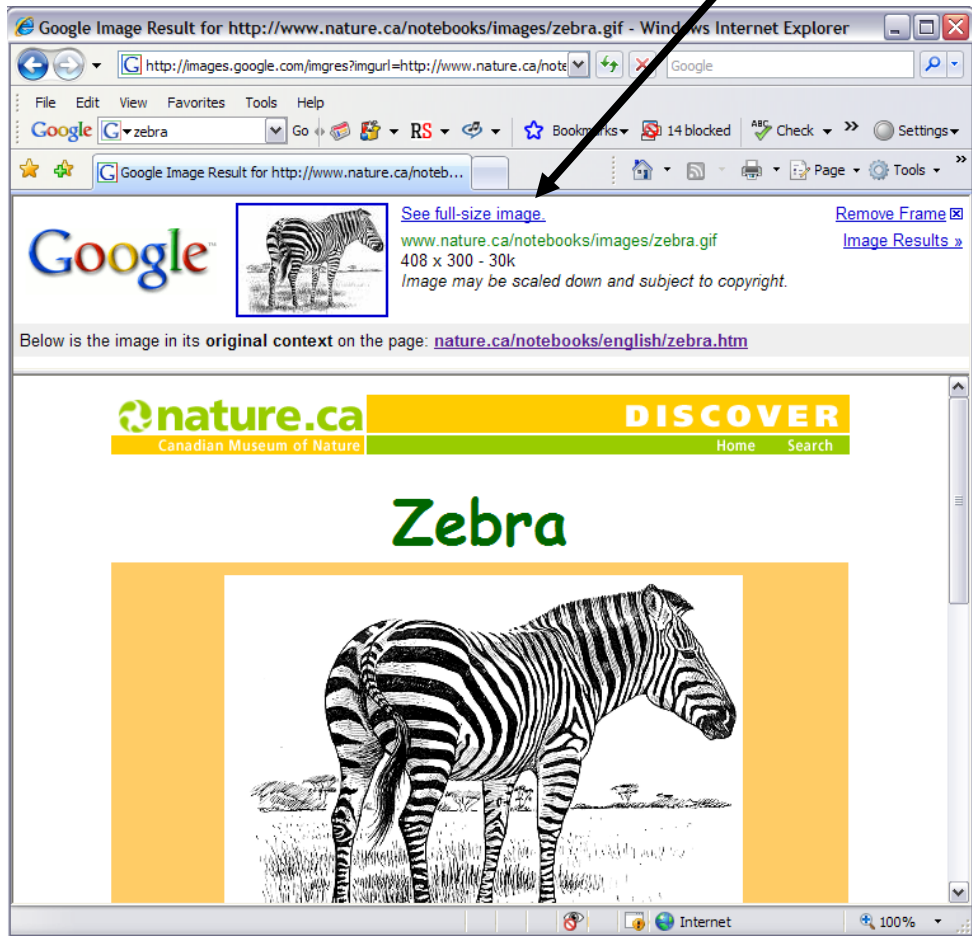 Google Image Result for http://www.nature.ca/notebooks/images/zebra.gif - Windows Internet Explorer
http://images.google.com/imgres?imgurl=http://www.nature.ca/note
Google
File Edit View Favorites Tools Help
Google G zebra Go RS Bookmarks 14 blocked ABC Check » Settings
Google Image Result for http://www.nature.ca/noteb... Page Tools »
Google™
See full-size image.
www.nature.ca/notebooks/images/zebra.gif
408 x 300 - 30k
Image may be scaled down and subject to copyright.
Remove Frame
Image Results »
Below is the image in its original context on the page: nature.ca/notebooks/english/zebra.htm
nature.ca DISCOVER
Canadian Museum of Nature Home Search
Zebra
Internet 100%